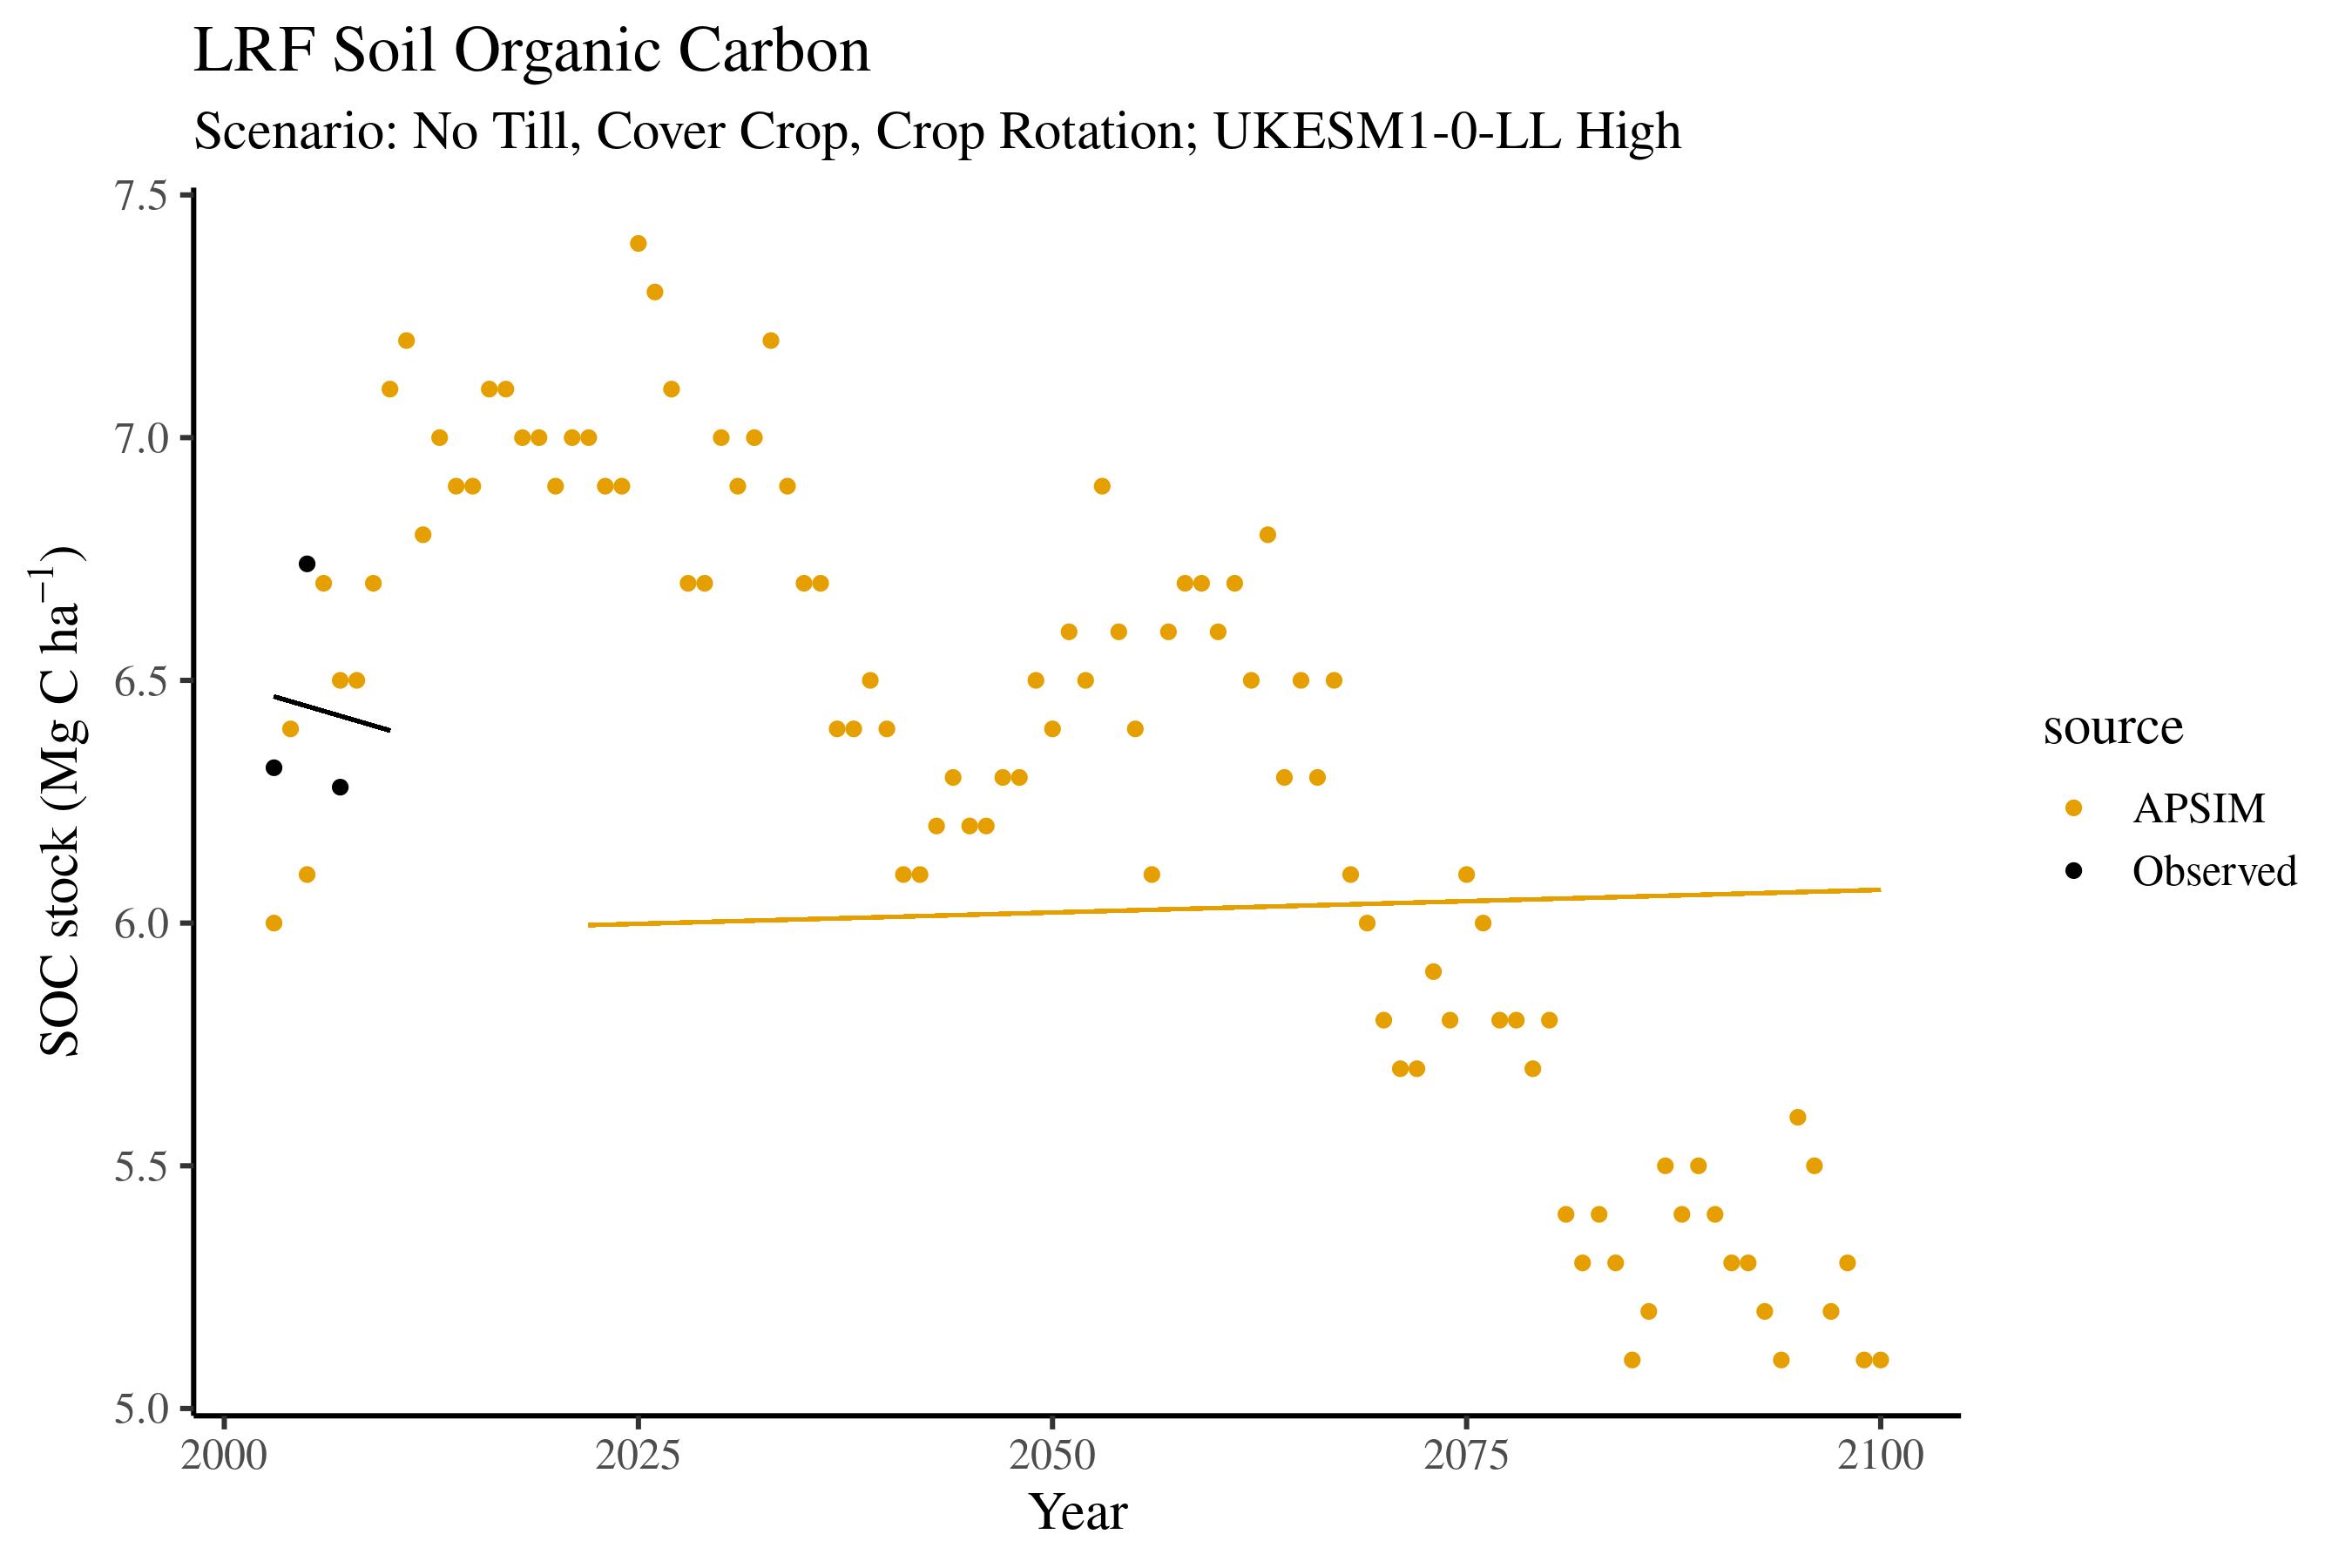 LRF Soil Organic Carbon
Scenario: No Till, Cover Crop, Crop Rotation; UKESM1-0-LL High
SOC stock (Mg C ha⁻¹)
7.5
7.0
6.5
6.0
5.5
5.0
2000 2025 2050 2075 2100
Year
source
APSIM
Observed